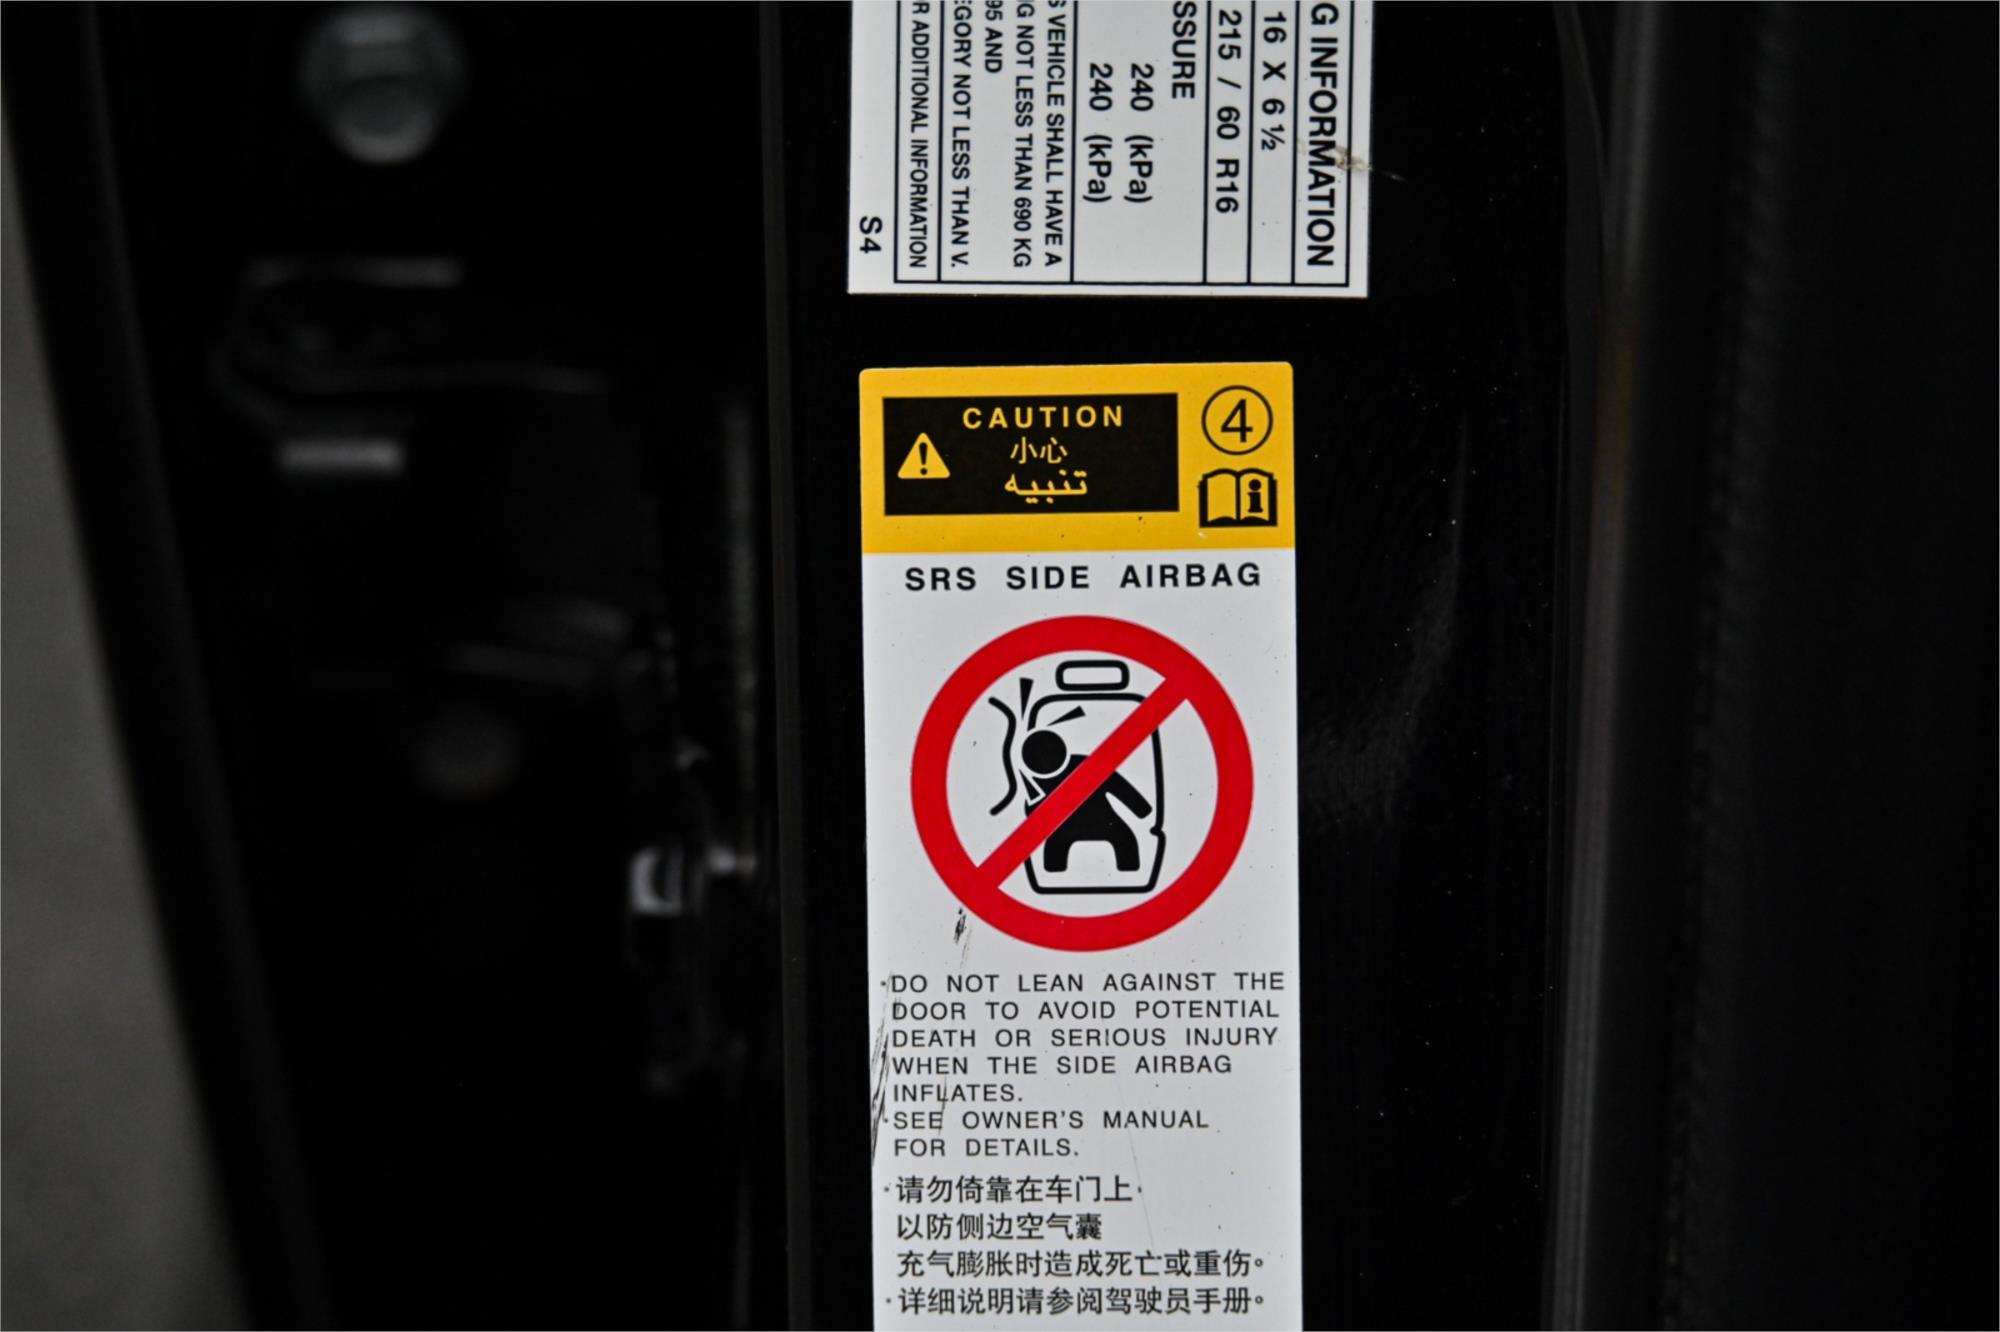 G INFORMATION
16 X 6 ½
215 / 60 R16
SSURE
240 (kPa)
240 (kPa)
VEHICLE SHALL HAVE A
G NOT LESS THAN 690 KG
95 AND
EGORY NOT LESS THAN V.
R ADDITIONAL INFORMATION
S4
CAUTION
小心
تنبيه
4
SRS SIDE AIRBAG
·DO NOT LEAN AGAINST THE
DOOR TO AVOID POTENTIAL
DEATH OR SERIOUS INJURY
WHEN THE SIDE AIRBAG
INFLATES.
·SEE OWNER'S MANUAL
FOR DETAILS.
·请勿倚靠在车门上·
以防侧边空气囊
充气膨胀时造成死亡或重伤。
·详细说明请参阅驾驶员手册。